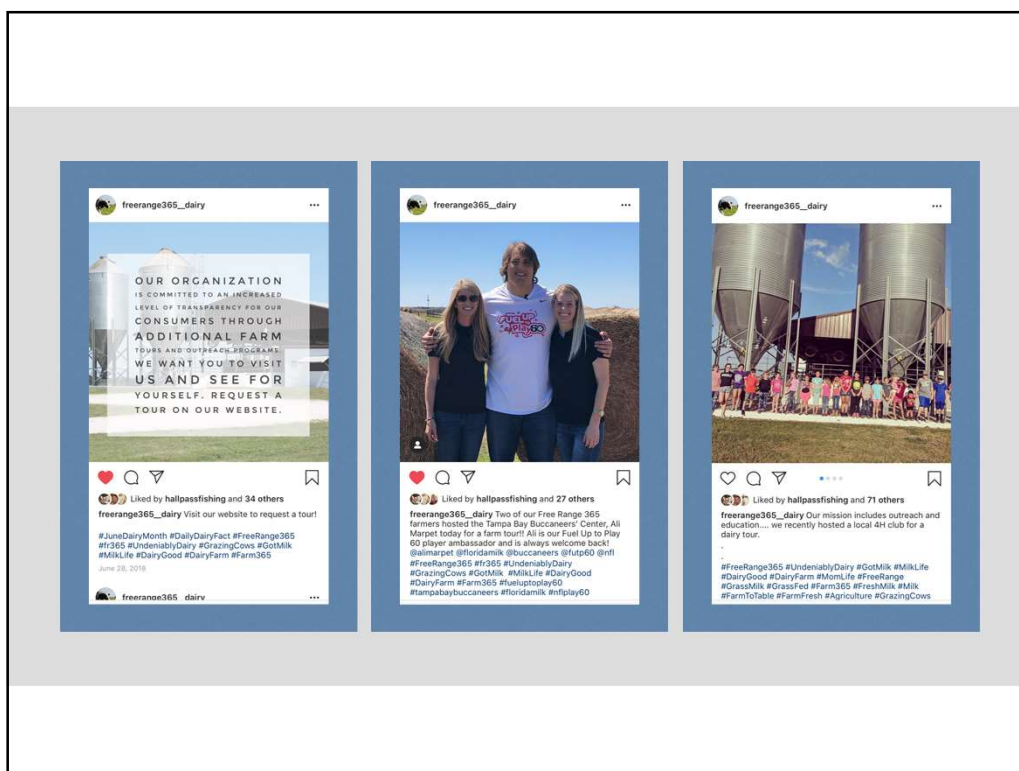 freerange365__dairy
OUR ORGANIZATION
IS COMMITTED TO AN INCREASED
LEVEL OF TRANSPARENCY FOR OUR
CONSUMERS THROUGH
ADDITIONAL FARM
TOURS AND OUTREACH PROGRAMS.
WE WANT YOU TO VISIT
US AND SEE FOR
YOURSELF. REQUEST A
TOUR ON OUR WEBSITE.
Liked by hallpassfishing and 34 others
freerange365_dairy Visit our website to request a tour!
#JuneDairyMonth #DailyDairyFact #FreeRange365
#fr365 #UndeniablyDairy #GrazingCows #GotMilk
#MilkLife #DairyGood #DairyFarm #Farm365
June 28, 2018
freerange365 dairy
freerange365__dairy
FUEL UP
play60
Liked by hallpassfishing and 27 others
freerange365__dairy Two of our Free Range 365
farmers hosted the Tampa Bay Buccaneers' Center, Ali
Marpet today for a farm tour!! Ali is our Fuel Up to Play
60 player ambassador and is always welcome back!
@alimarpet @floridamilk @buccaneers @futp60 @nfl
#FreeRange365 #fr365 #UndeniablyDairy
#GrazingCows #GotMilk #MilkLife #DairyGood
#DairyFarm #Farm365 #fueluptoplay60
#tampabaybuccaneers #floridamilk #nflplay60
freerange365__dairy
Liked by hallpassfishing and 71 others
freerange365__dairy Our mission includes outreach and
education.... we recently hosted a local 4H club for a
dairy tour.
.
.
#FreeRange365 #UndeniablyDairy #GotMilk #MilkLife
#DairyGood #DairyFarm #MomLife #FreeRange
#GrassMilk #GrassFed #Farm365 #FreshMilk #Milk
#FarmToTable #FarmFresh #Agriculture #GrazingCows